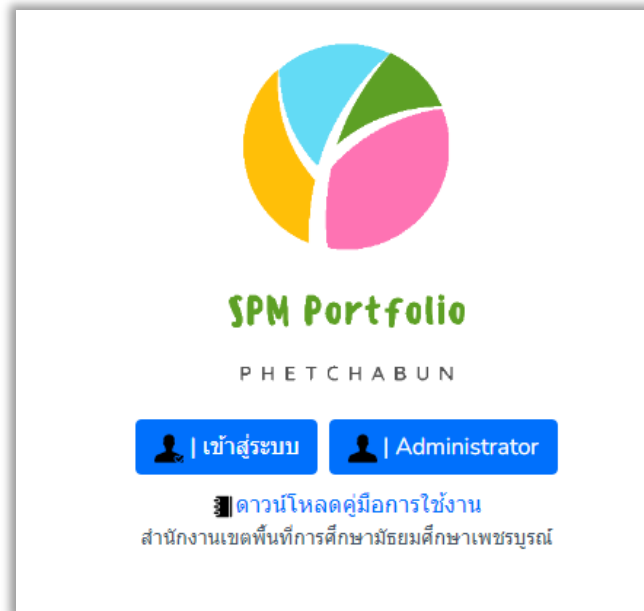 SPM Portfolio
PHETCHABUN
| เข้าสู่ระบบ | Administrator
ดาวน์โหลดคู่มือการใช้งาน
สำนักงานเขตพื้นที่การศึกษามัธยมศึกษาเพชรบูรณ์